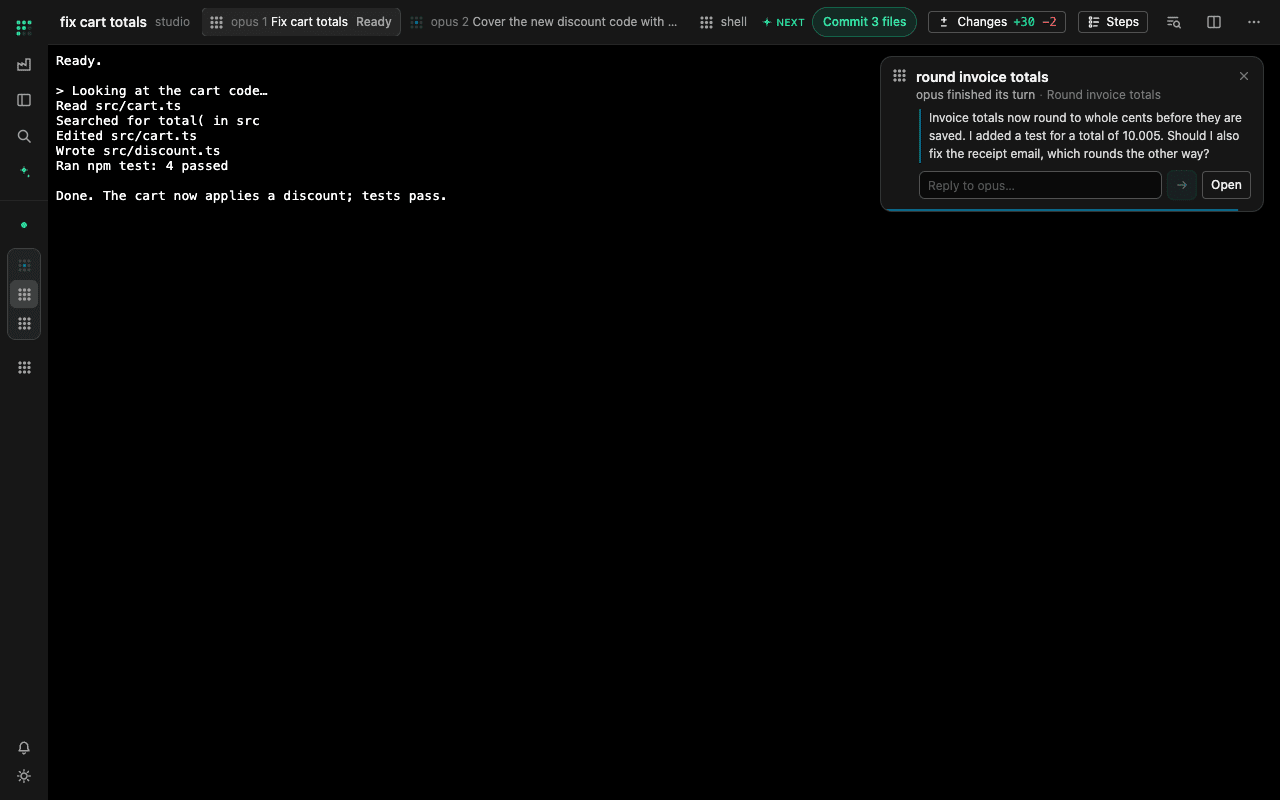 fix cart totals studio opus 1 Fix cart totals Ready opus 2 Cover the new discount code with ... shell NEXT Commit 3 files Changes +30 −2 Steps
Ready.
> Looking at the cart code…
Read src/cart.ts
Searched for total( in src
Edited src/cart.ts
Wrote src/discount.ts
Ran npm test: 4 passed
Done. The cart now applies a discount; tests pass.
round invoice totals
opus finished its turn · Round invoice totals
Invoice totals now round to whole cents before they are
saved. I added a test for a total of 10.005. Should I also
fix the receipt email, which rounds the other way?
Reply to opus...
Open